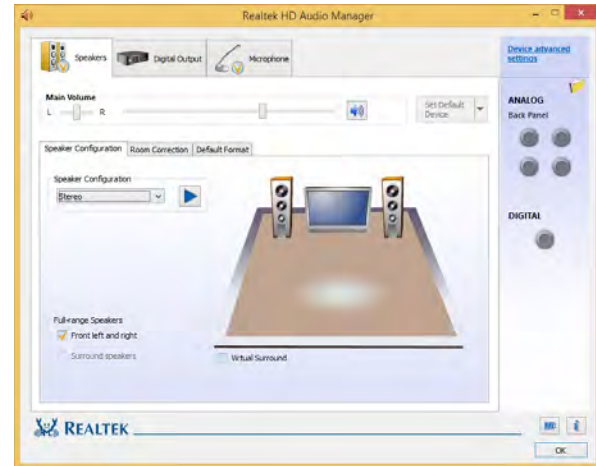 Realtek HD Audio Manager
Speakers
Digital Output
Microphone
Device advanced
settings
Main Volume
L
R
Set Default
Device
ANALOG
Back Panel
Speaker Configuration
Room Correction
Default Format
Speaker Configuration
Stereo
DIGITAL
Full-range Speakers
Front left and right
Surround speakers
Virtual Surround
REALTEK
OK